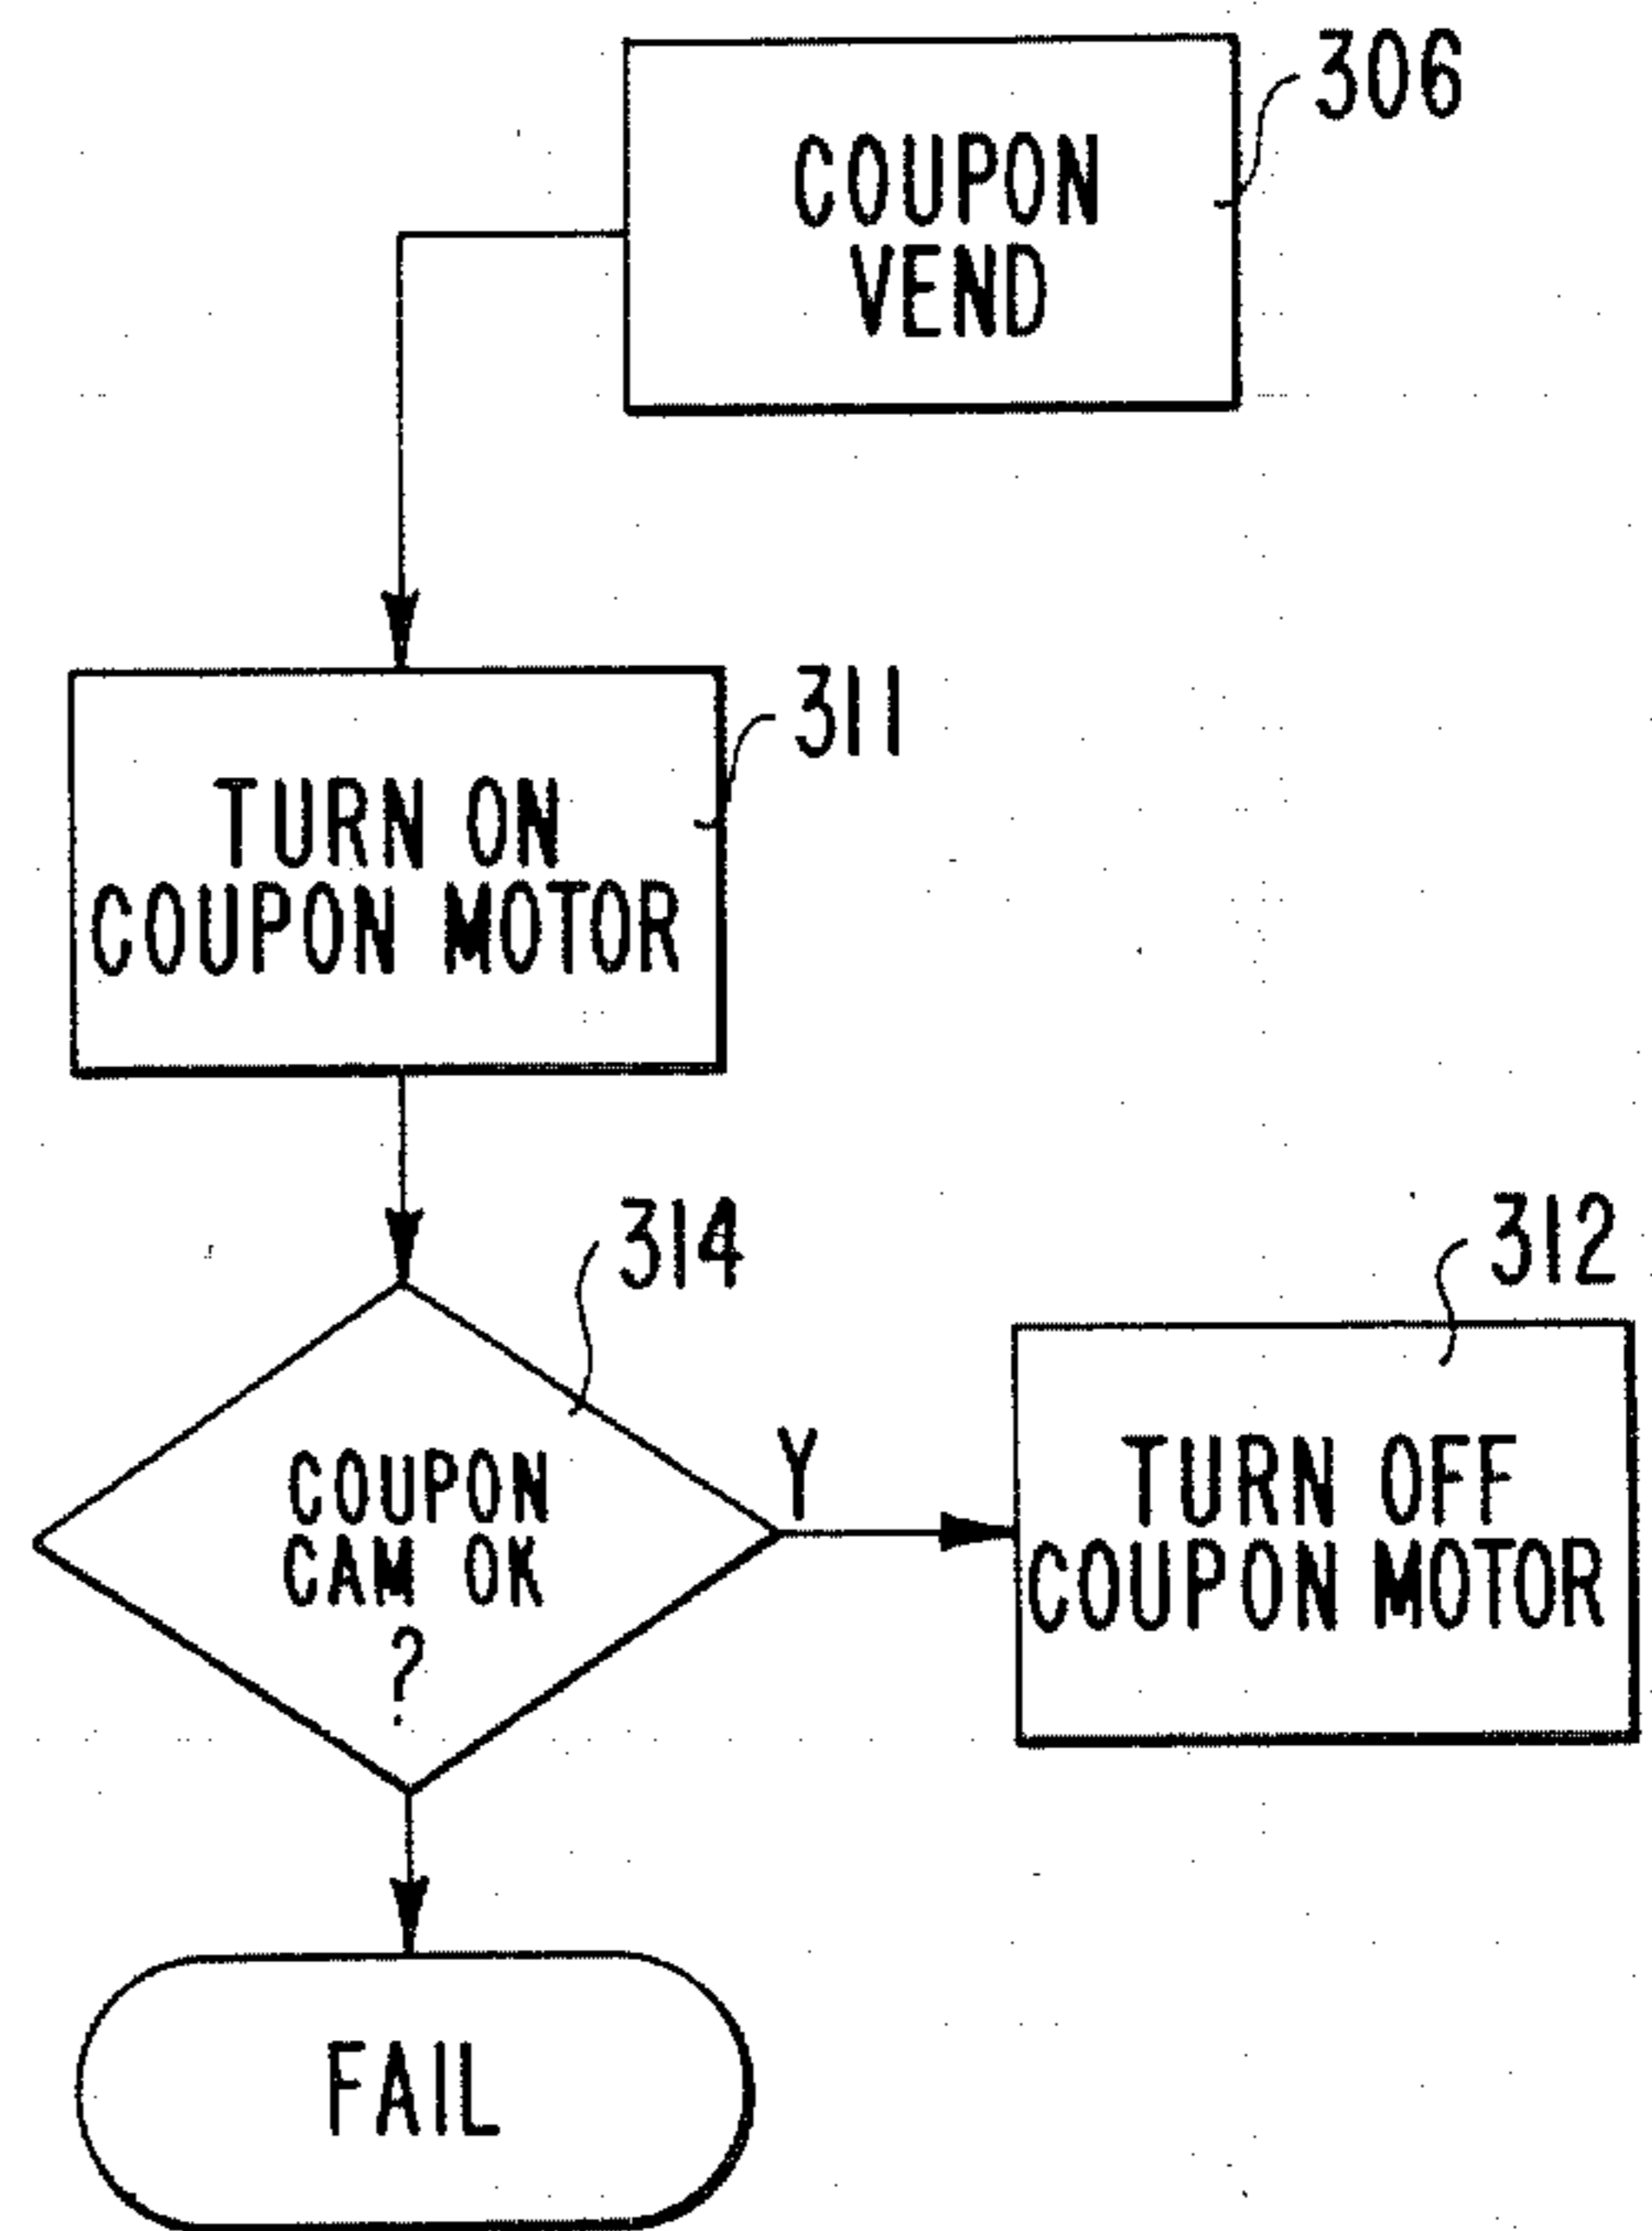 306
COUPON
VEND
311
TURN ON
COUPON MOTOR
314
COUPON
CAM OK
?
Y
312
TURN OFF
COUPON MOTOR
FAIL